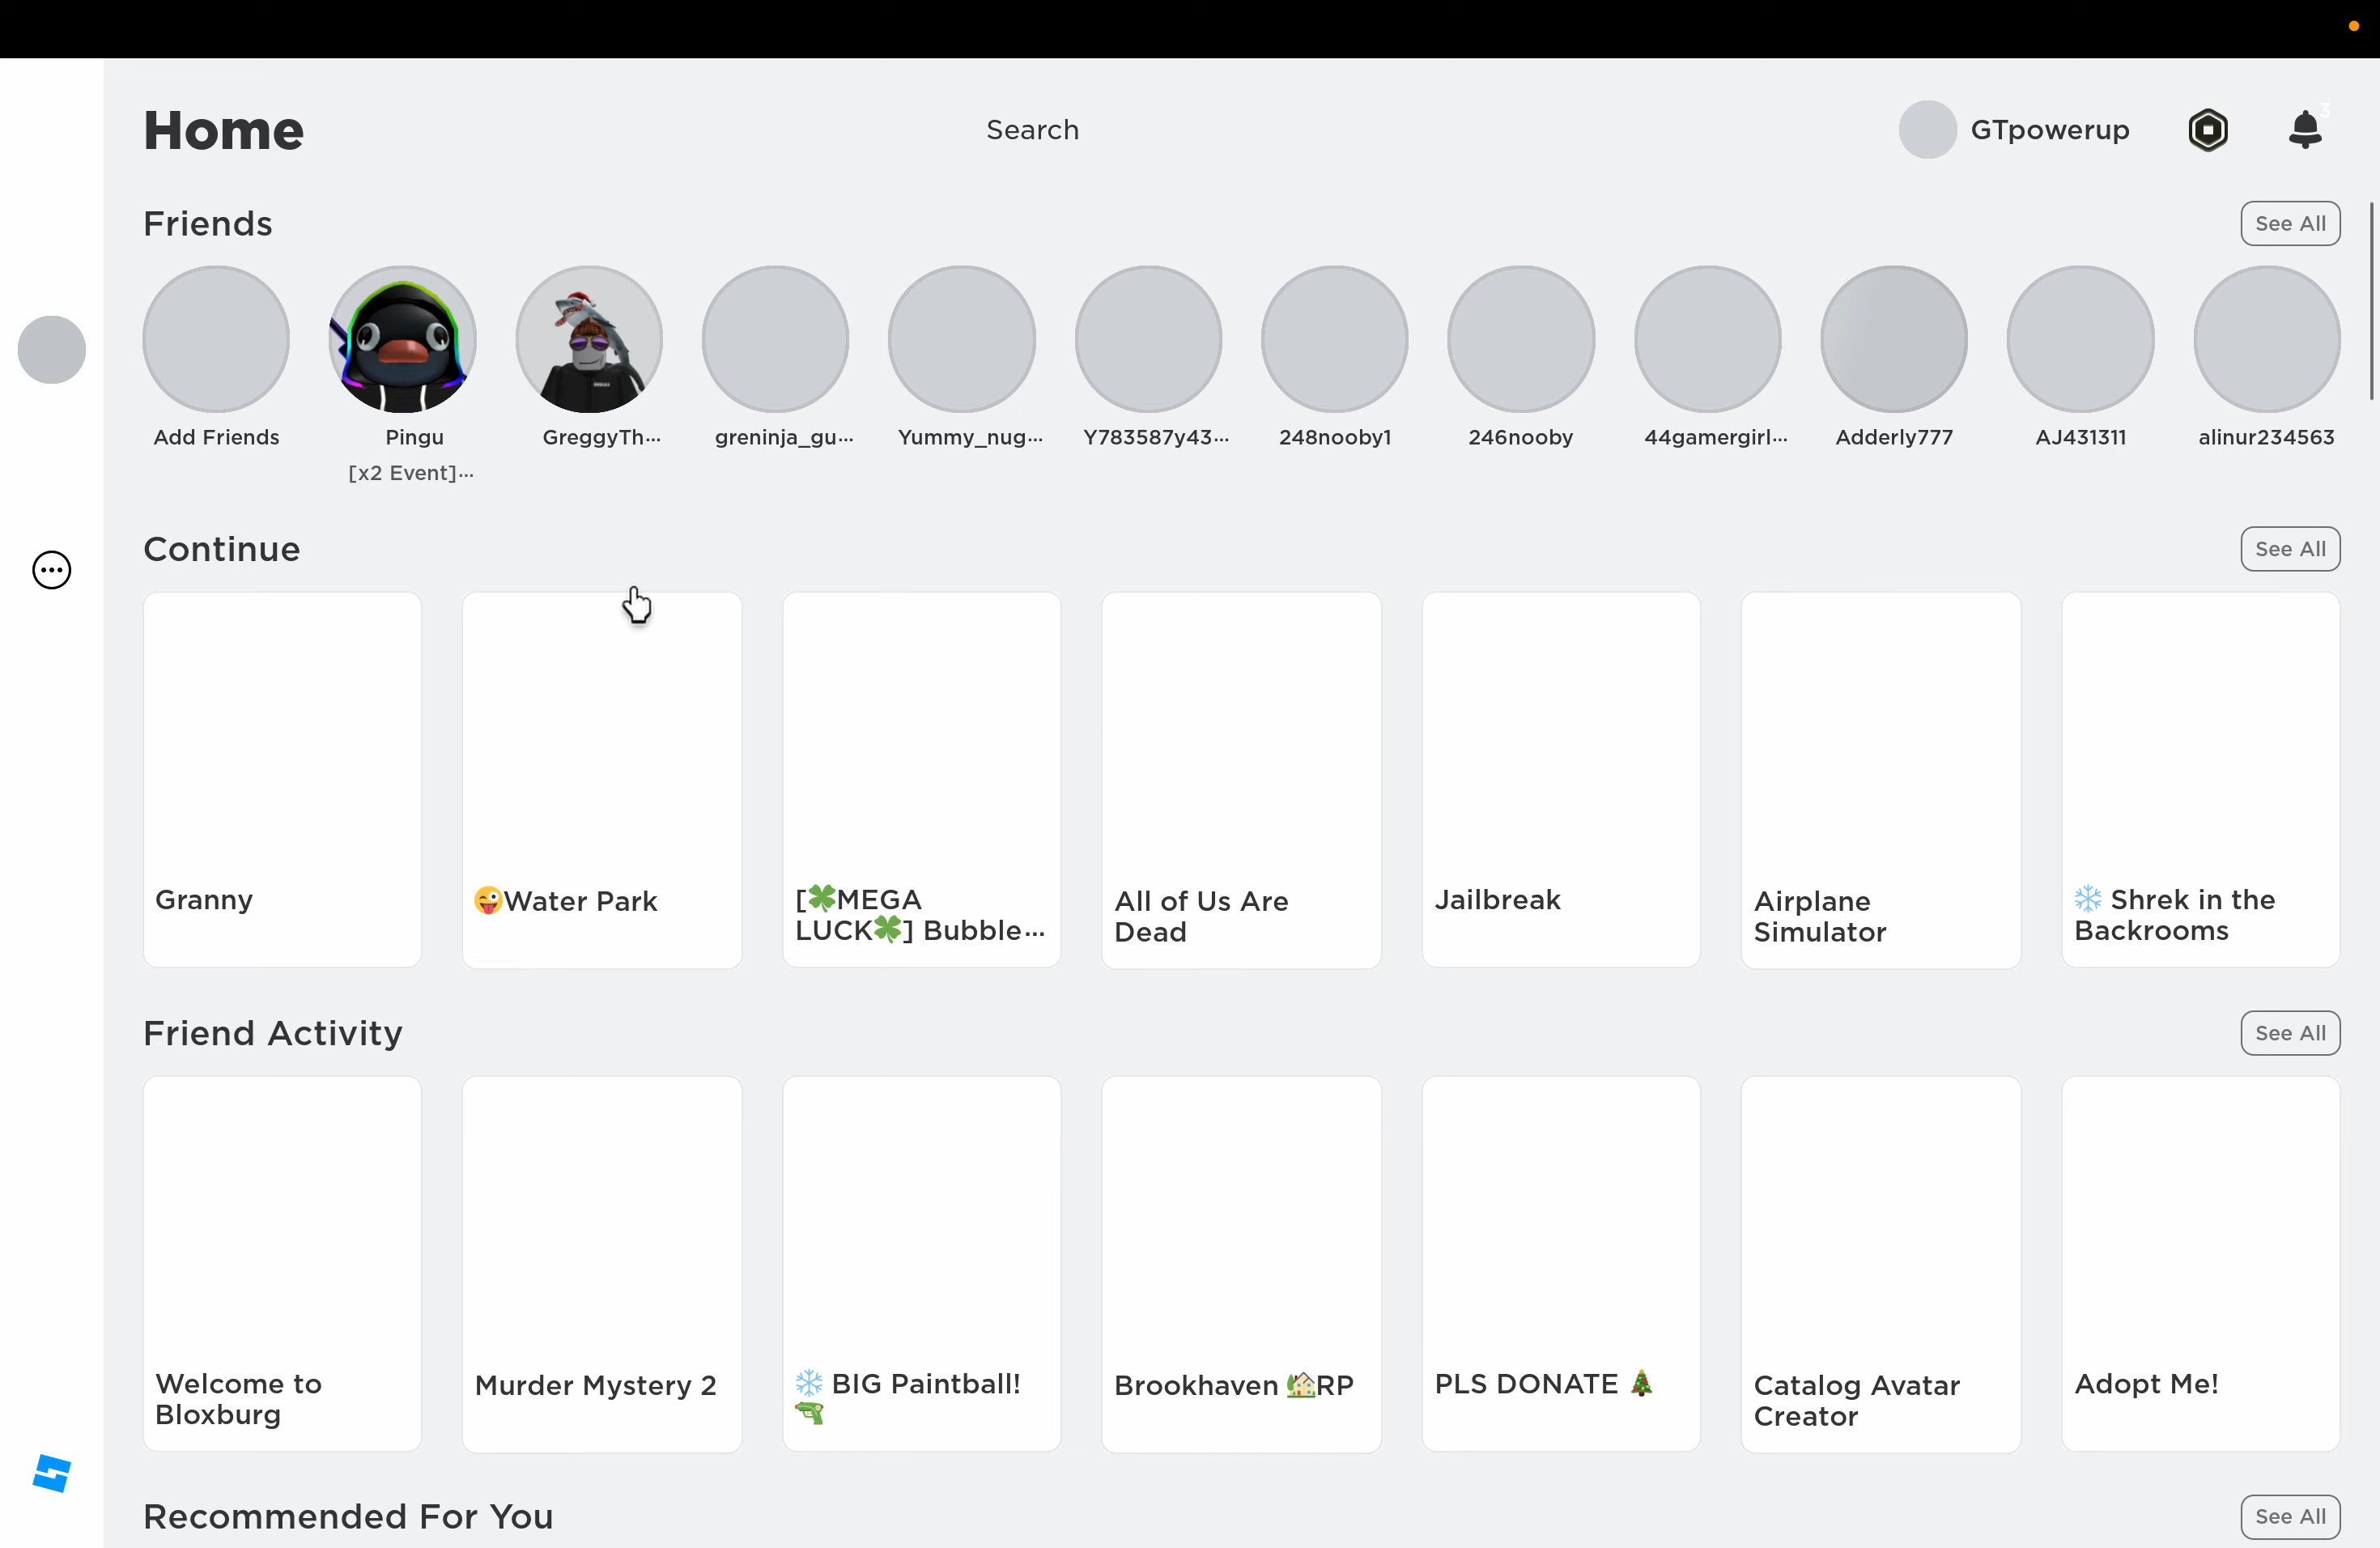 Home
Search
GTpowerup
3
Friends
See All
Add Friends
Pingu
GreggyTh...
greninja_gu...
Yummy_nug...
Y783587y43...
248nooby1
246nooby
44gamergirl...
Adderly777
AJ431311
alinur234563
[x2 Event]...
Continue
See All
Granny
😜Water Park
[🍀MEGA
LUCK🍀] Bubble...
All of Us Are
Dead
Jailbreak
Airplane
Simulator
❄️ Shrek in the
Backrooms
Friend Activity
See All
Welcome to
Bloxburg
Murder Mystery 2
❄️ BIG Paintball!
🔫
Brookhaven 🏡RP
PLS DONATE 🎄
Catalog Avatar
Creator
Adopt Me!
Recommended For You
See All